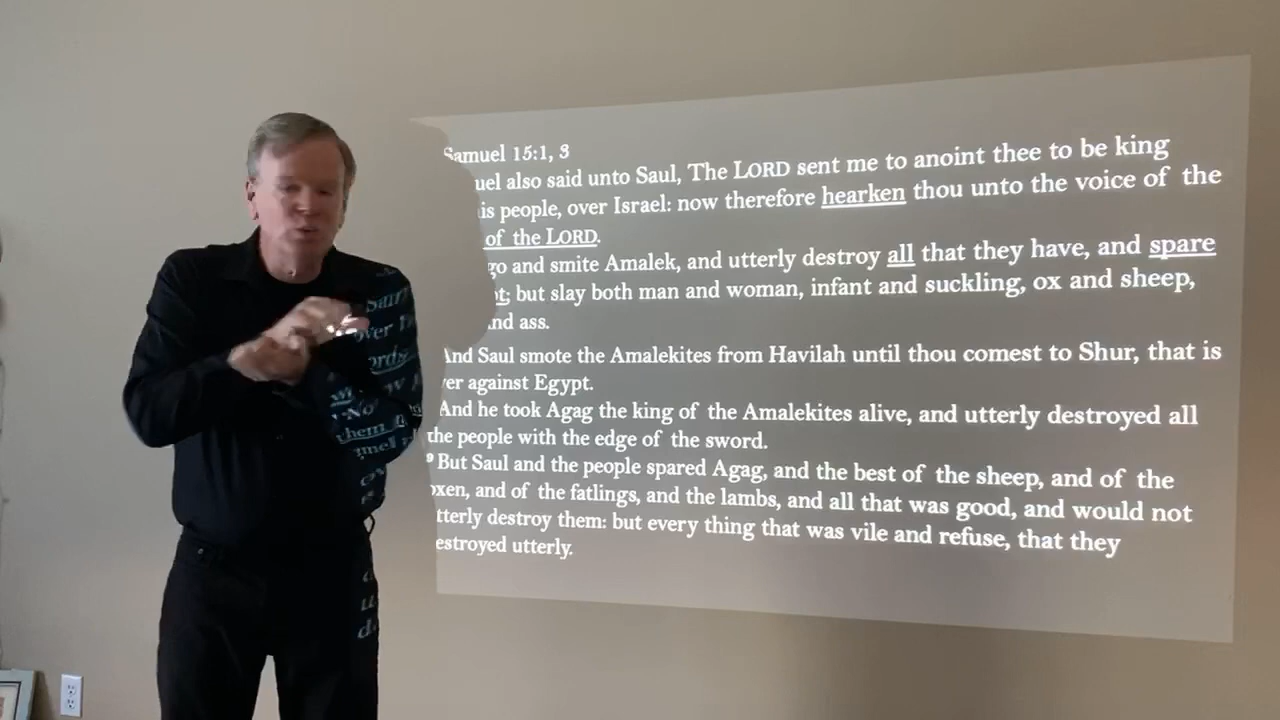 Samuel 15:1, 3
uel also said unto Saul, The LORD sent me to anoint thee to be king
is people, over Israel: now therefore hearken thou unto the voice of the
of the LORD.
go and smite Amalek, and utterly destroy all that they have, and spare
t; but slay both man and woman, infant and suckling, ox and sheep,
nd ass.
And Saul smote the Amalekites from Havilah until thou comest to Shur, that is
er against Egypt.
And he took Agag the king of the Amalekites alive, and utterly destroyed all
the people with the edge of the sword.
9 But Saul and the people spared Agag, and the best of the sheep, and of the
oxen, and of the fatlings, and the lambs, and all that was good, and would not
tterly destroy them: but every thing that was vile and refuse, that they
estroyed utterly.